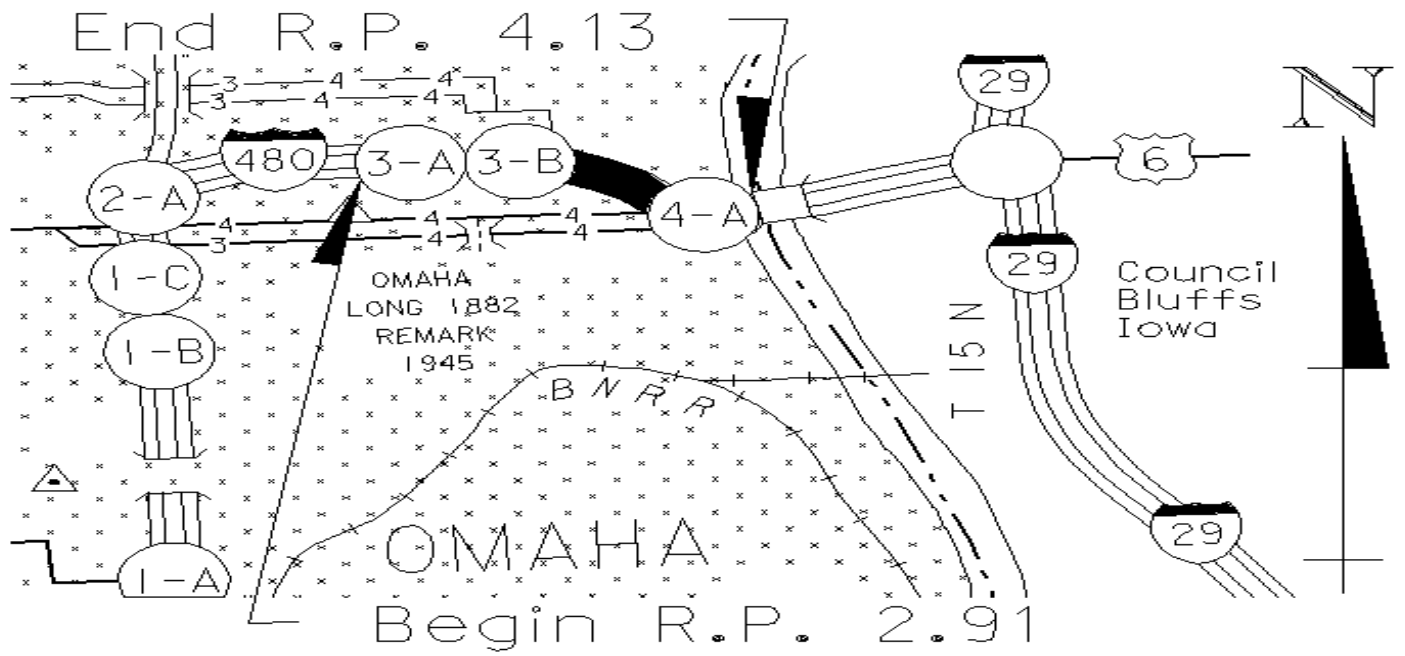 End R.P. 4.13
29
N
3 4 4
3 4 4
480
3-A
3-B
6
2-A
4-A
4 4 4
3 4 4
1-C
29
OMAHA
LONG 1882
REMARK
1945
Council
Bluffs
Iowa
1-B
T 15 N
BNRR
29
OMAHA
1-A
Begin R.P. 2.91